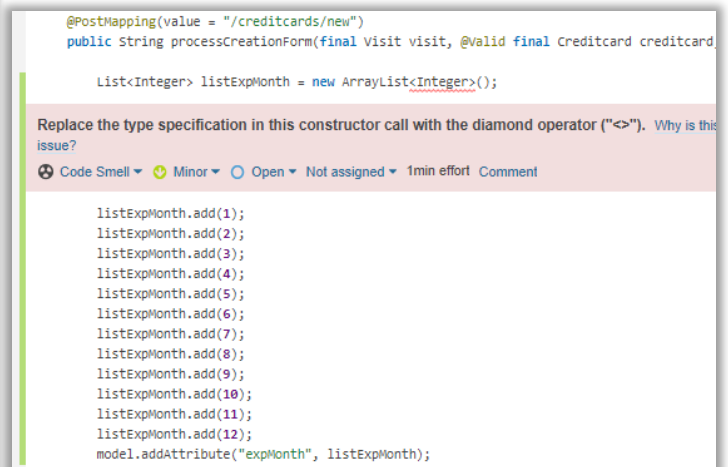 @PostMapping(value = "/creditcards/new")
public String processCreationForm(final Visit visit, @Valid final Creditcard creditcard,
List<Integer> listExpMonth = new ArrayList<Integer>();
Replace the type specification in this constructor call with the diamond operator ("<>"). Why is this
issue?
Code Smell Minor Open Not assigned 1min effort Comment
listExpMonth.add(1);
listExpMonth.add(2);
listExpMonth.add(3);
listExpMonth.add(4);
listExpMonth.add(5);
listExpMonth.add(6);
listExpMonth.add(7);
listExpMonth.add(8);
listExpMonth.add(9);
listExpMonth.add(10);
listExpMonth.add(11);
listExpMonth.add(12);
model.addAttribute("expMonth", listExpMonth);